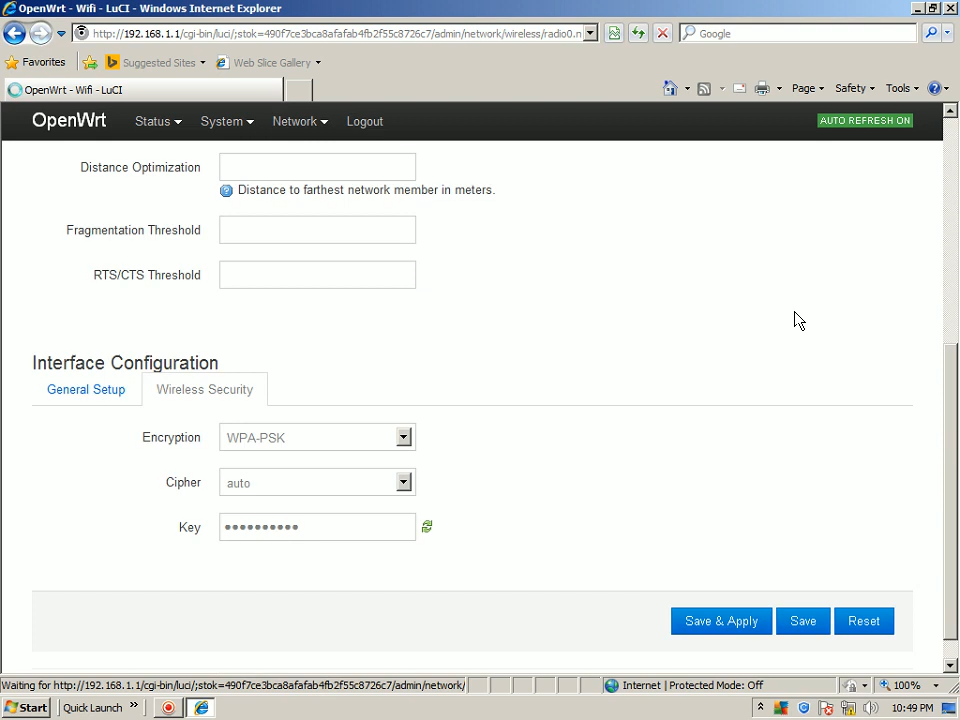 OpenWrt - Wifi - LuCI - Windows Internet Explorer
http://192.168.1.1/cgi-bin/luci/;stok=490f7ce3bca8afafab4fb2f55c8726c7/admin/network/wireless/radio0.n
Google
Favorites Suggested Sites Web Slice Gallery
OpenWrt - Wifi - LuCI
Page Safety Tools
OpenWrt Status System Network Logout AUTO REFRESH ON
Distance Optimization
Distance to farthest network member in meters.
Fragmentation Threshold
RTS/CTS Threshold
Interface Configuration
General Setup Wireless Security
Encryption WPA-PSK
Cipher auto
Key ●●●●●●●●●●
Save & Apply Save Reset
Waiting for http://192.168.1.1/cgi-bin/luci/;stok=490f7ce3bca8afafab4fb2f55c8726c7/admin/network/ Internet | Protected Mode: Off 100%
Start Quick Launch 10:49 PM